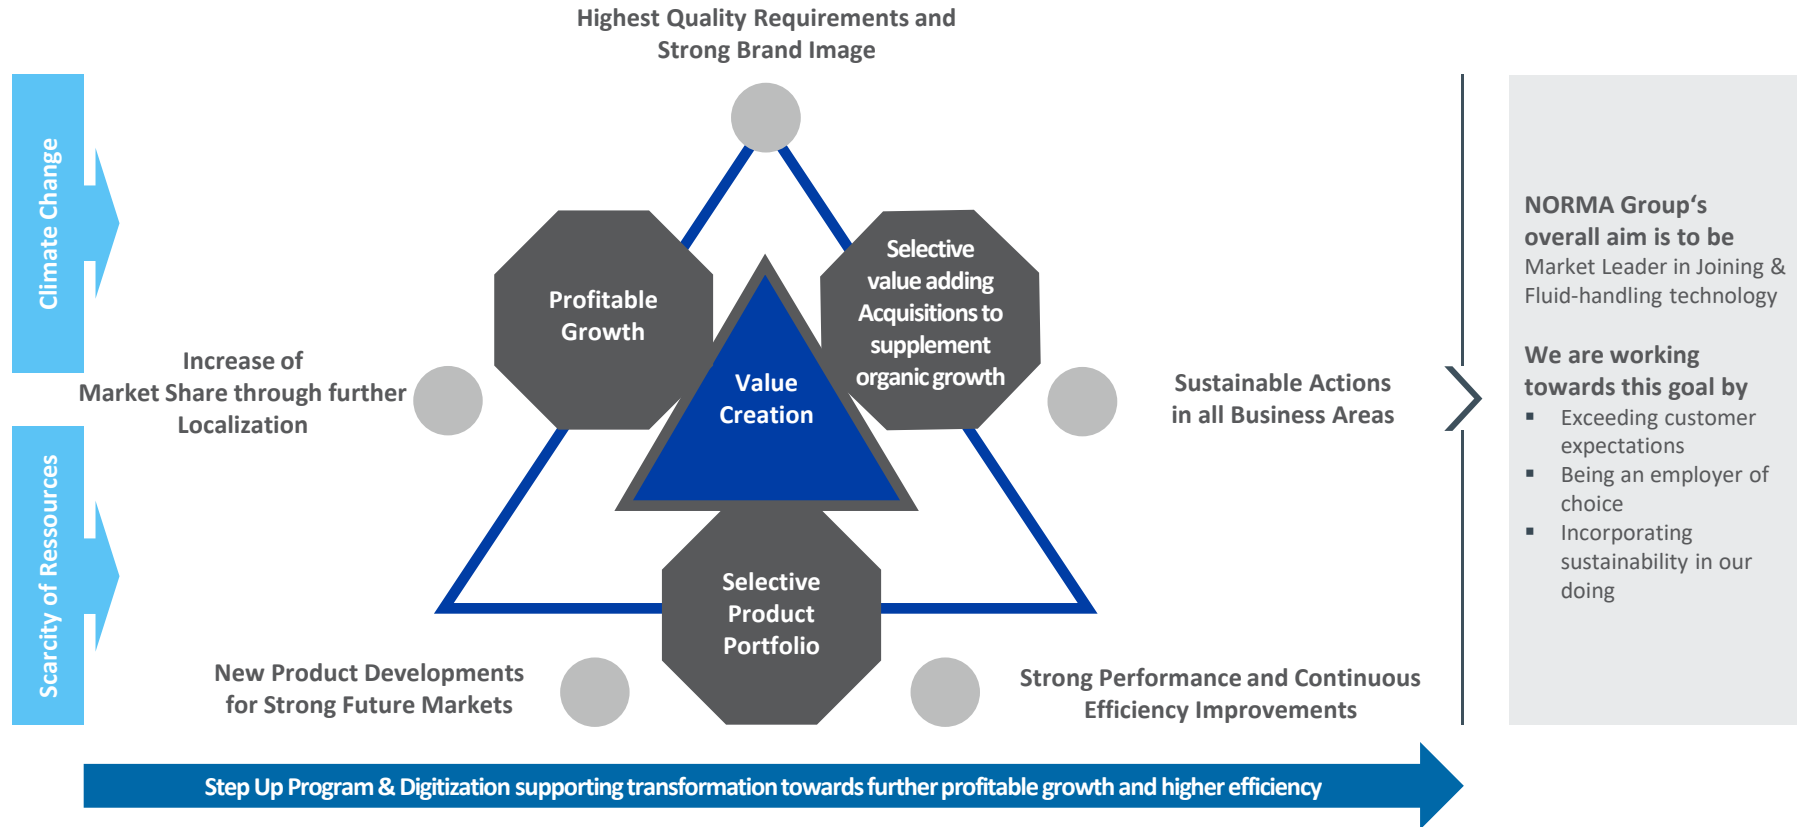 Highest Quality Requirements and
Strong Brand Image
Climate Change
Scarcity of Ressources
Profitable
Growth
Selective
value adding
Acquisitions to
supplement
organic growth
Value
Creation
Increase of
Market Share through further
Localization
Sustainable Actions
in all Business Areas
Selective
Product
Portfolio
New Product Developments
for Strong Future Markets
Strong Performance and Continuous
Efficiency Improvements
Step Up Program & Digitization supporting transformation towards further profitable growth and higher efficiency
NORMA Group‘s
overall aim is to be
Market Leader in Joining &
Fluid-handling technology
We are working
towards this goal by
▪ Exceeding customer
expectations
▪ Being an employer of
choice
▪ Incorporating
sustainability in our
doing